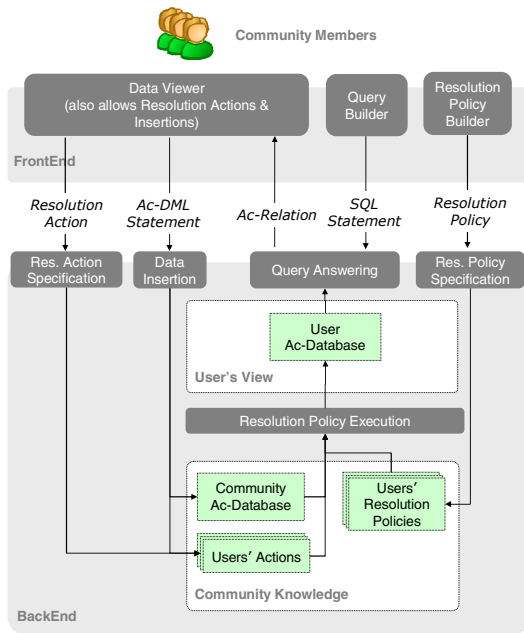 Community Members
Data Viewer
(also allows Resolution Actions &
Insertions)
Query
Builder
Resolution
Policy
Builder
FrontEnd
Resolution
Action
Ac-DML
Statement
Ac-Relation
SQL
Statement
Resolution
Policy
Res. Action
Specification
Data
Insertion
Query Answering
Res. Policy
Specification
User
Ac-Database
User's View
Resolution Policy Execution
Community
Ac-Database
Users'
Resolution
Policies
Users' Actions
Community Knowledge
BackEnd